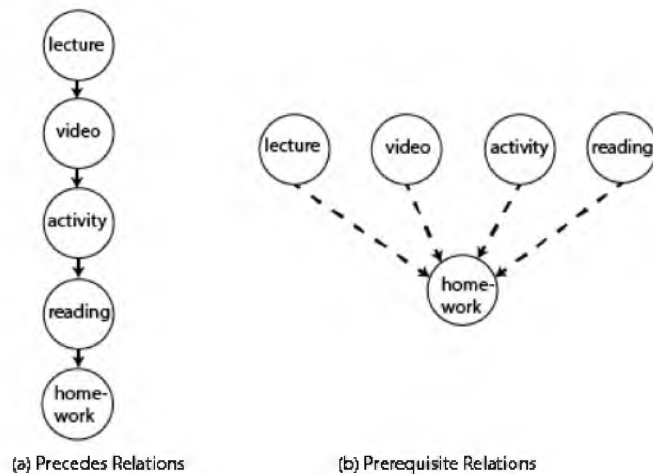 lecture
video
activity
reading
home-
work
(a) Precedes Relations
lecture
video
activity
reading
home-
work
(b) Prerequisite Relations